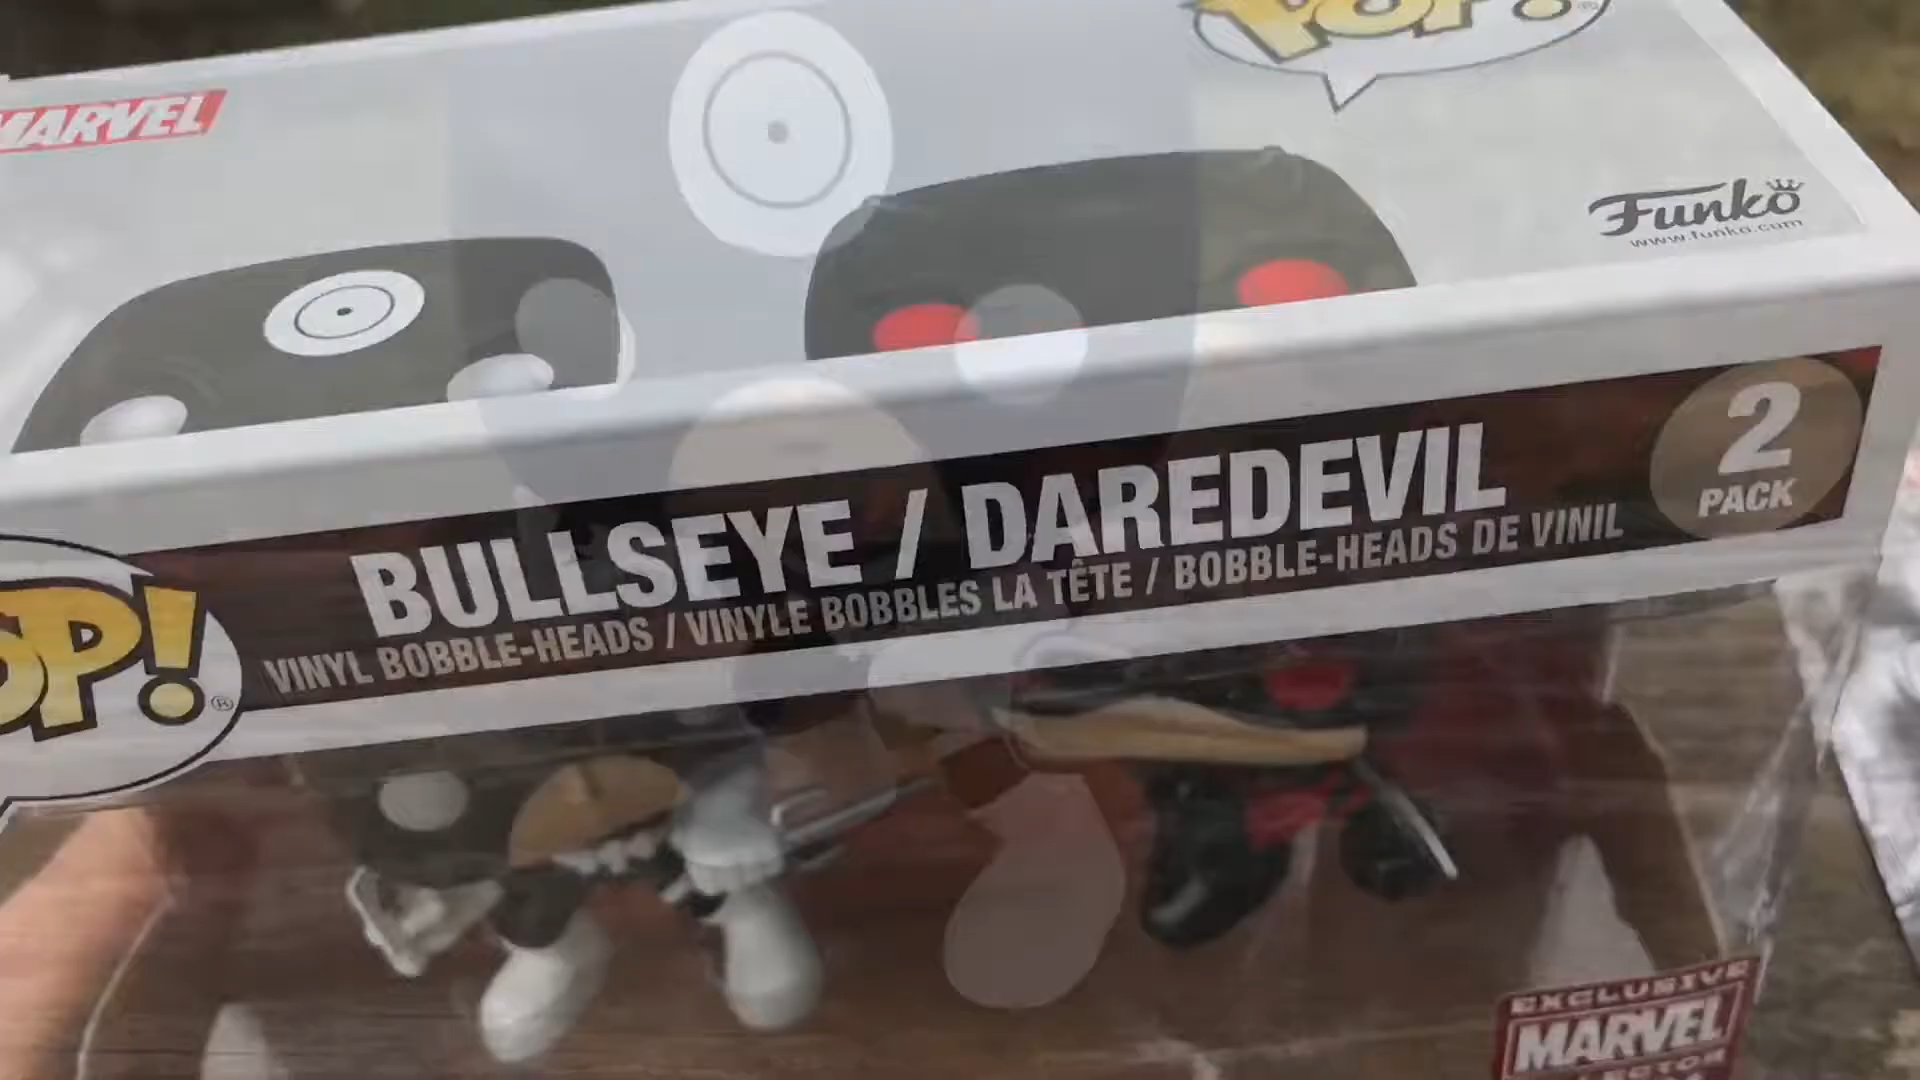 MARVEL
POP!
Funko
www.funko.com
BULLSEYE / DAREDEVIL
VINYL BOBBLE-HEADS / VINYLE BOBBLES LA TÊTE / BOBBLE-HEADS DE VINIL
2
PACK
POP!
®
EXCLUSIVE
MARVEL